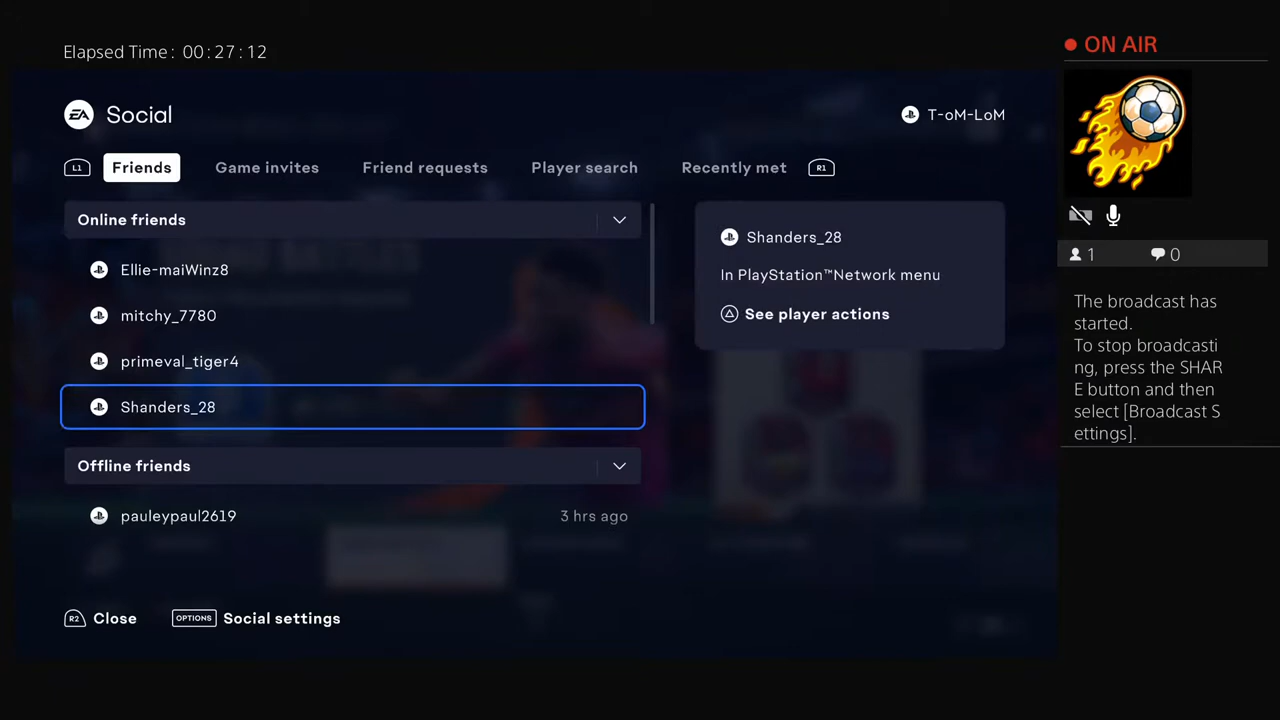 Elapsed Time: 00:27:12
ON AIR
EA Social
T-oM-LoM
L1 Friends Game invites Friend requests Player search Recently met R1
Online friends
Ellie-maiWinz8
mitchy_7780
primeval_tiger4
Shanders_28
Offline friends
pauleypaul2619 3 hrs ago
Shanders_28
In PlayStation™Network menu
See player actions
R2 Close OPTIONS Social settings
1 0
The broadcast has
started.
To stop broadcasti
ng, press the SHAR
E button and then
select [Broadcast S
ettings].